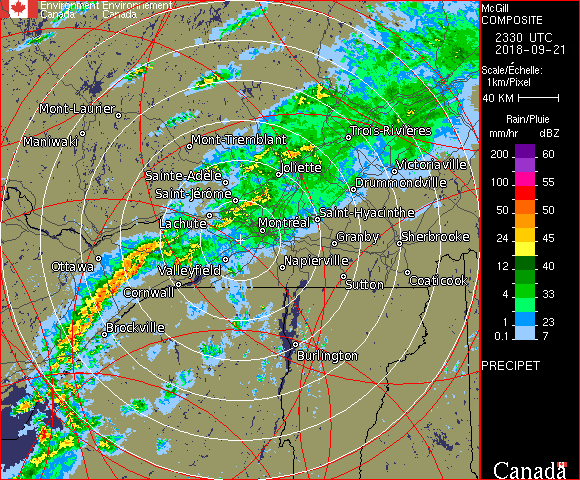 Environment Environnement
Canada Canada
McGill
COMPOSITE
2330 UTC
2018-09-21
Scale/Échelle:
1km/Pixel
40 KM
Rain/Pluie
mm/hr dBZ
200 60
100 55
50 50
24 45
12 40
4 33
1 23
0.1 7
PRECIPET
Canada
Mont-Laurier
Maniwaki
Mont-Tremblant
Trois-Rivières
Sainte-Adèle
Joliette
Victoriaville
Saint-Jérôme
Drummondville
Lachute
Montréal
Saint-Hyacinthe
Granby
Sherbrooke
Ottawa
Valleyfield
Napierville
Cornwall
Sutton
Coaticook
Brockville
Burlington